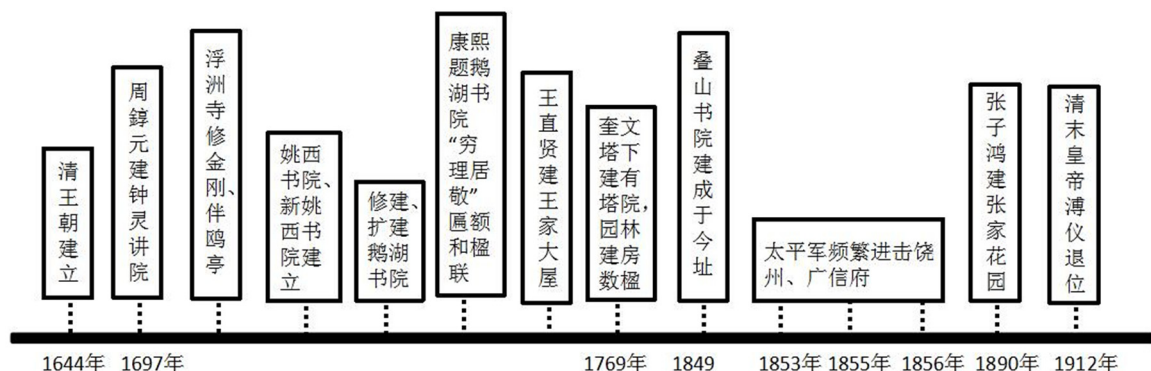 清王朝建立
周錞元建钟灵讲院
浮洲寺修金刚、伴鸥亭
姚西
书院、
新姚
西书
院建
立
修建、
扩建
鹅湖
书院
康熙
题鹅
湖书
院
“穷
理居
敬”
匾额
和楹
联
王直贤建王家大屋
奎文
塔下
建有
塔院，
园林
建房
数楹
叠山书院建成于今址
太平军频繁进击饶
州、广信府
张子鸿建张家花园
清末皇帝溥仪退位
1644年
1697年
1769年
1849
1853年
1855年
1856年
1890年
1912年